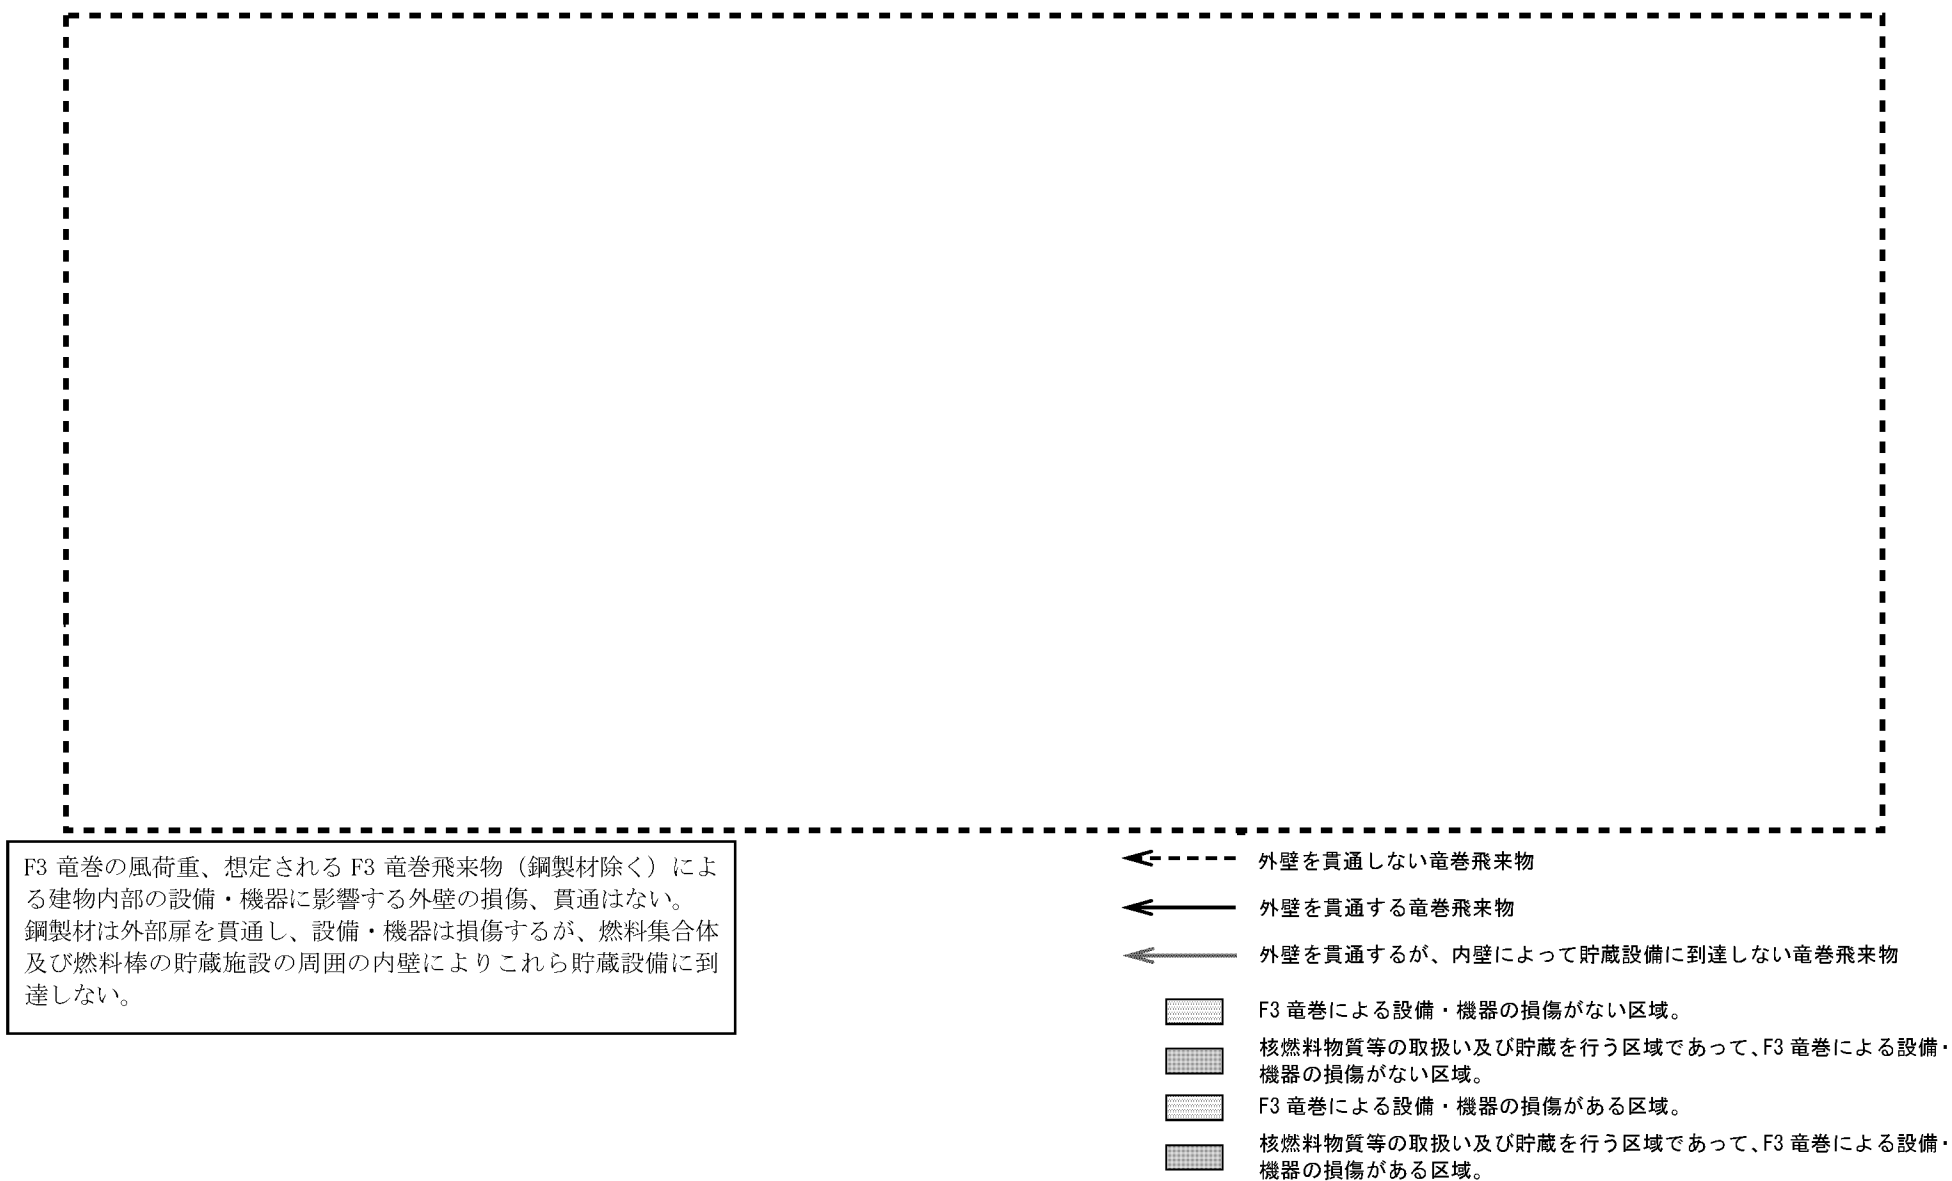 F3 竜巻の風荷重、想定される F3 竜巻飛来物（鋼製材除く）によ
る建物内部の設備・機器に影響する外壁の損傷、貫通はない。
鋼製材は外部扉を貫通し、設備・機器は損傷するが、燃料集合体
及び燃料棒の貯蔵施設の周囲の内壁によりこれら貯蔵設備に到
達しない。
外壁を貫通しない竜巻飛来物
外壁を貫通する竜巻飛来物
外壁を貫通するが、内壁によって貯蔵設備に到達しない竜巻飛来物
F3 竜巻による設備・機器の損傷がない区域。
核燃料物質等の取扱い及び貯蔵を行う区域であって、F3 竜巻による設備・
機器の損傷がない区域。
F3 竜巻による設備・機器の損傷がある区域。
核燃料物質等の取扱い及び貯蔵を行う区域であって、F3 竜巻による設備・
機器の損傷がある区域。